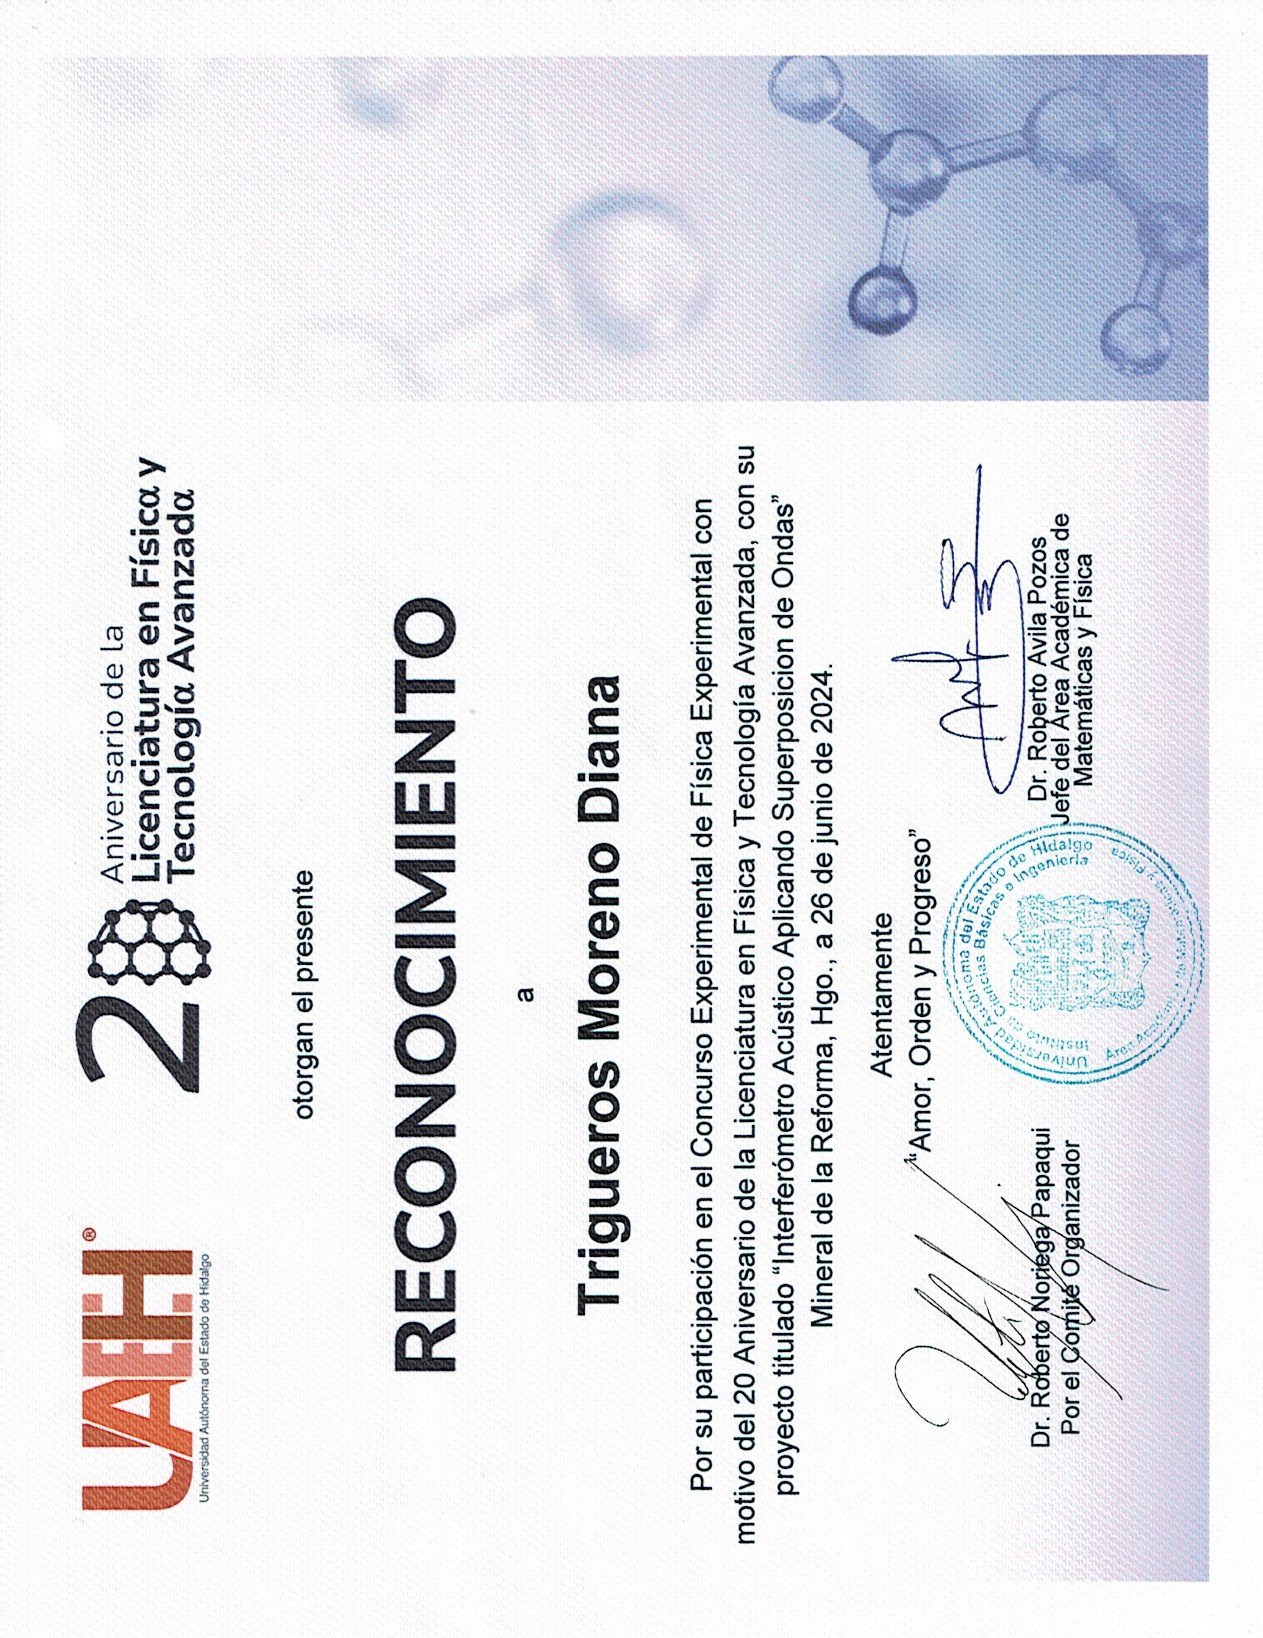 UAEH®
Universidad Autónoma del Estado de Hidalgo
20
Aniversario de la
Licenciatura en Física y
Tecnología Avanzada
otorgan el presente
RECONOCIMIENTO
a
Trigueros Moreno Diana
Por su participación en el Concurso Experimental de Física Experimental con
motivo del 20 Aniversario de la Licenciatura en Física y Tecnología Avanzada, con su
proyecto titulado “Interferómetro Acústico Aplicando Superposicion de Ondas”
Mineral de la Reforma, Hgo., a 26 de junio de 2024.
Atentamente
“Amor, Orden y Progreso”
Dr. Roberto Noriega Papaqui
Por el Comité Organizador
Universidad Autónoma del Estado de Hidalgo
Instituto de Ciencias Básicas e Ingeniería
Área Académica de Matemáticas y Física
Dr. Roberto Avila Pozos
Jefe del Área Académica de
Matemáticas y Física